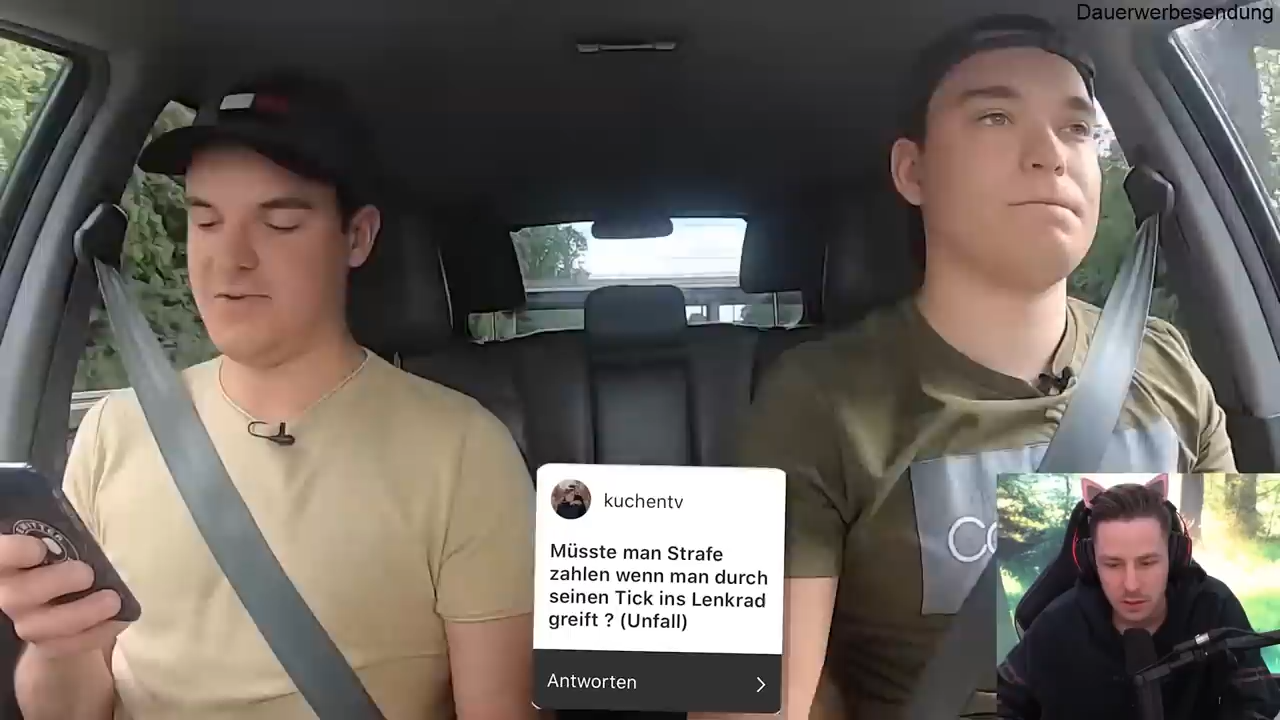 Dauerwerbesendung
kuchentv
Müsste man Strafe
zahlen wenn man durch
seinen Tick ins Lenkrad
greift ? (Unfall)
Antworten